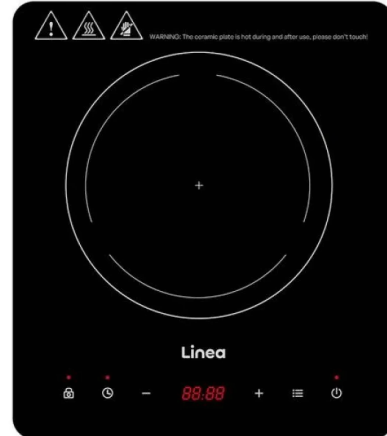 WARNING: The ceramic plate is hot during and after use, please don't touch!
Linea
88:88